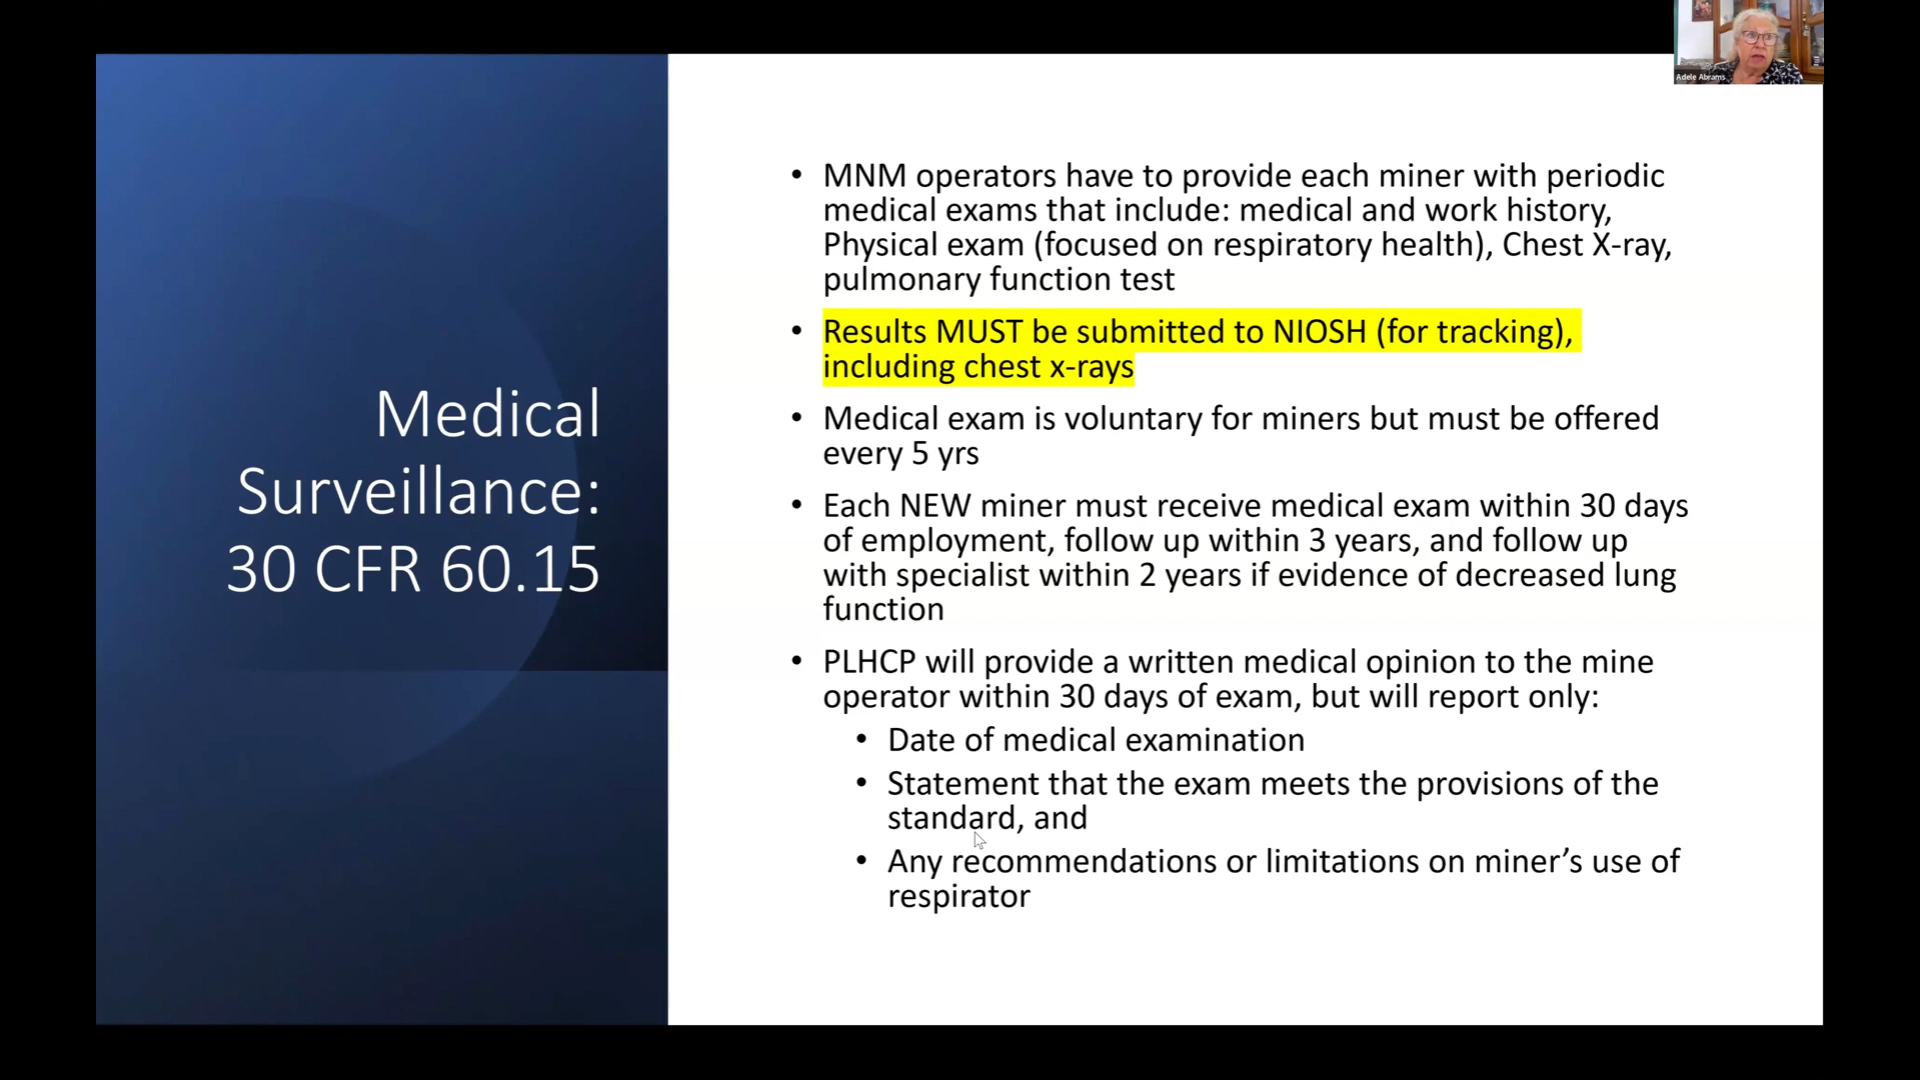 Adele Abrams
Medical
Surveillance:
30 CFR 60.15
• MNM operators have to provide each miner with periodic
medical exams that include: medical and work history,
Physical exam (focused on respiratory health), Chest X-ray,
pulmonary function test
• Results MUST be submitted to NIOSH (for tracking),
including chest x-rays
• Medical exam is voluntary for miners but must be offered
every 5 yrs
• Each NEW miner must receive medical exam within 30 days
of employment, follow up within 3 years, and follow up
with specialist within 2 years if evidence of decreased lung
function
• PLHCP will provide a written medical opinion to the mine
operator within 30 days of exam, but will report only:
• Date of medical examination
• Statement that the exam meets the provisions of the
standard, and
• Any recommendations or limitations on miner’s use of
respirator